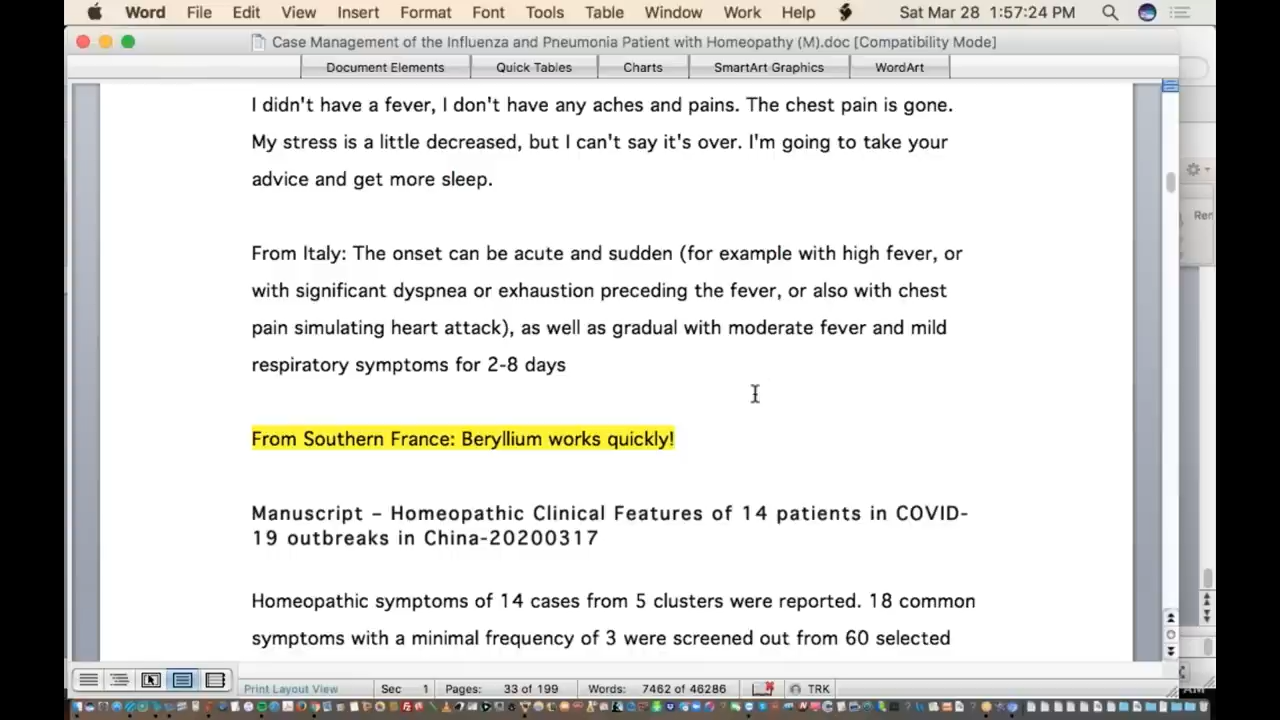 Word File Edit View Insert Format Font Tools Table Window Work Help Sat Mar 28 1:57:24 PM
Case Management of the Influenza and Pneumonia Patient with Homeopathy (M).doc [Compatibility Mode]
Document Elements Quick Tables Charts SmartArt Graphics WordArt
I didn't have a fever, I don't have any aches and pains. The chest pain is gone.
My stress is a little decreased, but I can't say it's over. I'm going to take your
advice and get more sleep.
From Italy: The onset can be acute and sudden (for example with high fever, or
with significant dyspnea or exhaustion preceding the fever, or also with chest
pain simulating heart attack), as well as gradual with moderate fever and mild
respiratory symptoms for 2-8 days
From Southern France: Beryllium works quickly!
Manuscript – Homeopathic Clinical Features of 14 patients in COVID-
19 outbreaks in China-20200317
Homeopathic symptoms of 14 cases from 5 clusters were reported. 18 common
symptoms with a minimal frequency of 3 were screened out from 60 selected
Print Layout View Sec 1 Pages: 33 of 199 Words: 7462 of 46286 TRK